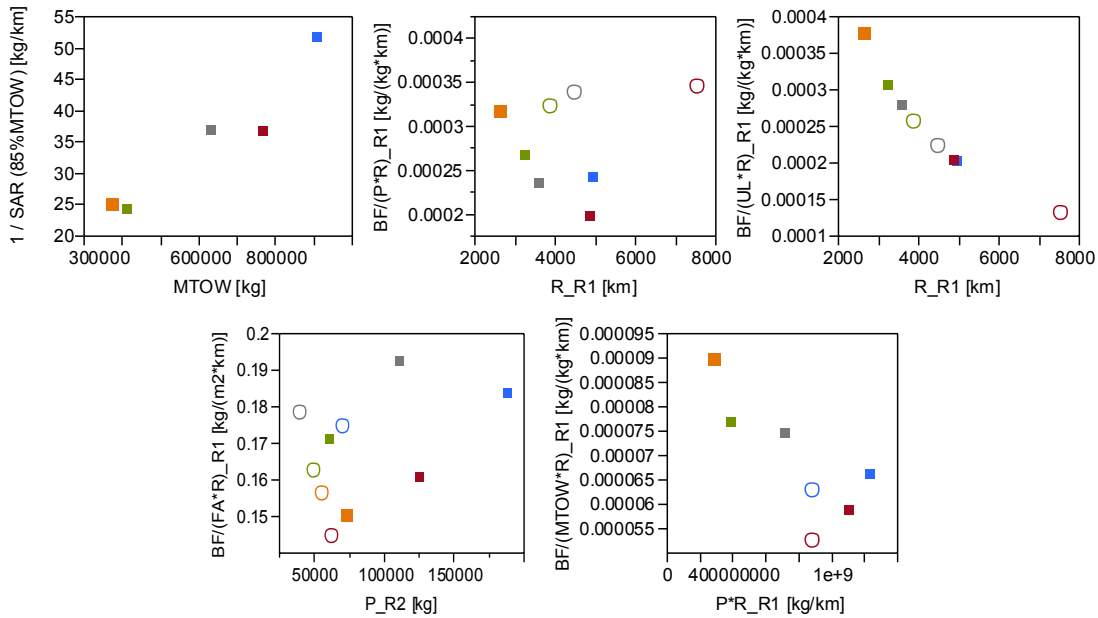 1 / SAR (85%MTOW) [kg/km]
55
50
45
40
35
30
25
20
300000 600000 800000
MTOW [kg]
BF/(P*R)_R1 [kg/(kg*km)]
0.0004
0.00035
0.0003
0.00025
0.0002
2000 4000 6000 8000
R_R1 [km]
BF/(UL*R)_R1 [kg/(kg*km)]
0.0004
0.00035
0.0003
0.00025
0.0002
0.00015
0.0001
2000 4000 6000 8000
R_R1 [km]
BF/(FA*R)_R1 [kg/(m2*km)]
0.2
0.19
0.18
0.17
0.16
0.15
50000 100000 150000
P_R2 [kg]
BF/(MTOW*R)_R1 [kg/(kg*km)]
0.000095
0.00009
0.000085
0.00008
0.000075
0.00007
0.000065
0.00006
0.000055
0 400000000 1e+9
P*R_R1 [kg/km]